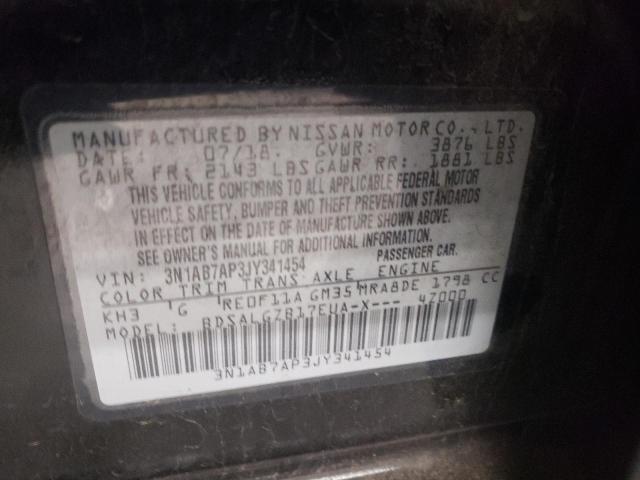 MANUFACTURED BY NISSAN MOTOR CO., LTD.
DATE: 07/18 GVWR: 3876 LBS
GAWR FR: 2143 LBS GAWR RR: 1881 LBS
THIS VEHICLE CONFORMS TO ALL APPLICABLE FEDERAL MOTOR
VEHICLE SAFETY, BUMPER AND THEFT PREVENTION STANDARDS
IN EFFECT ON THE DATE OF MANUFACTURE SHOWN ABOVE.
SEE OWNER'S MANUAL FOR ADDITIONAL INFORMATION.
VIN: 3N1AB7AP3JY341454 PASSENGER CAR.
COLOR TRIM TRANS AXLE ENGINE
KH3 G RE0F11A GM35 MRA8DE 1798 CC
MODEL: BDSALGZB17EUA-X--- 47000
3N1AB7AP3JY341454